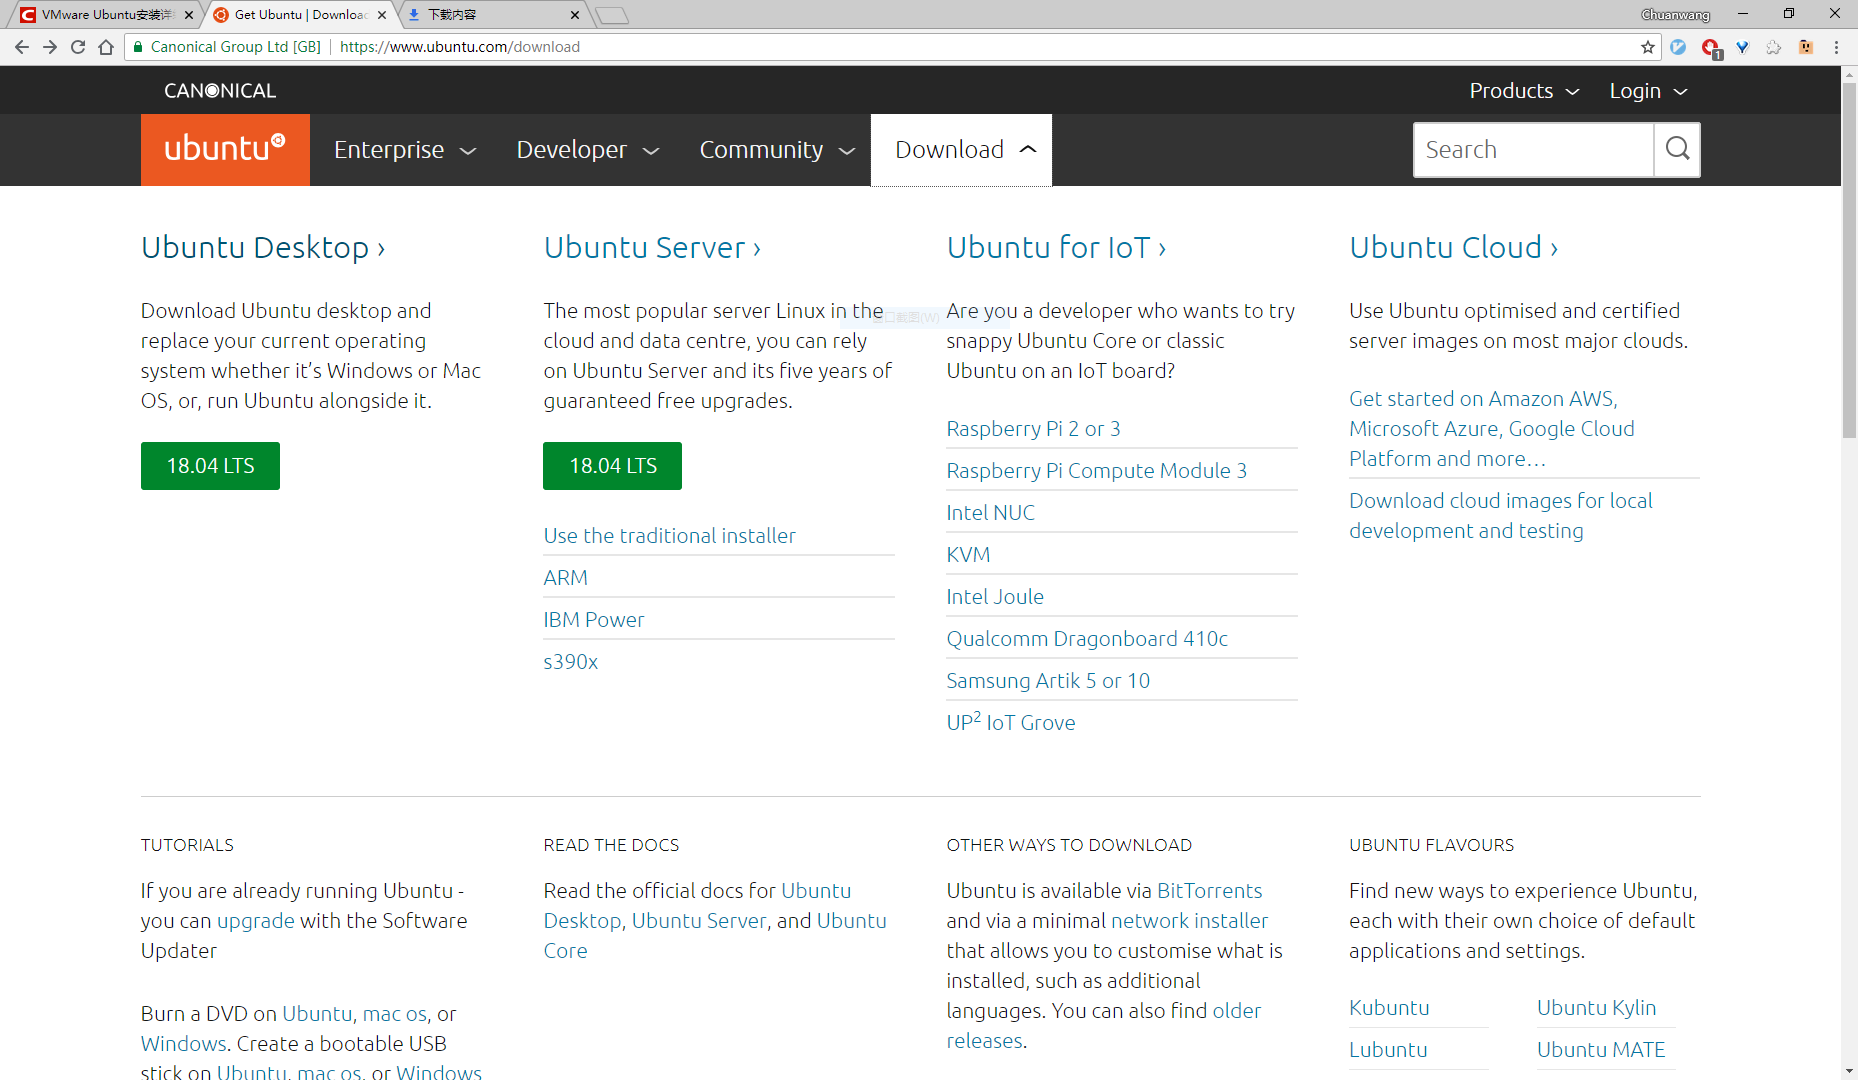 VMware Ubuntu安装详
Get Ubuntu | Download
下载内容
Chuanwang
Canonical Group Ltd [GB]
https://www.ubuntu.com/download
1
CANONICAL
Products
Login
ubuntu
Enterprise
Developer
Community
Download
Search
Ubuntu Desktop ›
Download Ubuntu desktop and
replace your current operating
system whether it’s Windows or Mac
OS, or, run Ubuntu alongside it.
18.04 LTS
Ubuntu Server ›
The most popular server Linux in the
cloud and data centre, you can rely
on Ubuntu Server and its five years of
guaranteed free upgrades.
18.04 LTS
Use the traditional installer
ARM
IBM Power
s390x
Ubuntu for IoT ›
Are you a developer who wants to try
snappy Ubuntu Core or classic
Ubuntu on an IoT board?
Raspberry Pi 2 or 3
Raspberry Pi Compute Module 3
Intel NUC
KVM
Intel Joule
Qualcomm Dragonboard 410c
Samsung Artik 5 or 10
UP² IoT Grove
Ubuntu Cloud ›
Use Ubuntu optimised and certified
server images on most major clouds.
Get started on Amazon AWS,
Microsoft Azure, Google Cloud
Platform and more…
Download cloud images for local
development and testing
窗口截图(W)
TUTORIALS
If you are already running Ubuntu -
you can upgrade with the Software
Updater
Burn a DVD on Ubuntu, mac os, or
Windows. Create a bootable USB
stick on Ubuntu, mac os, or Windows
READ THE DOCS
Read the official docs for Ubuntu
Desktop, Ubuntu Server, and Ubuntu
Core
OTHER WAYS TO DOWNLOAD
Ubuntu is available via BitTorrents
and via a minimal network installer
that allows you to customise what is
installed, such as additional
languages. You can also find older
releases.
UBUNTU FLAVOURS
Find new ways to experience Ubuntu,
each with their own choice of default
applications and settings.
Kubuntu
Ubuntu Kylin
Lubuntu
Ubuntu MATE